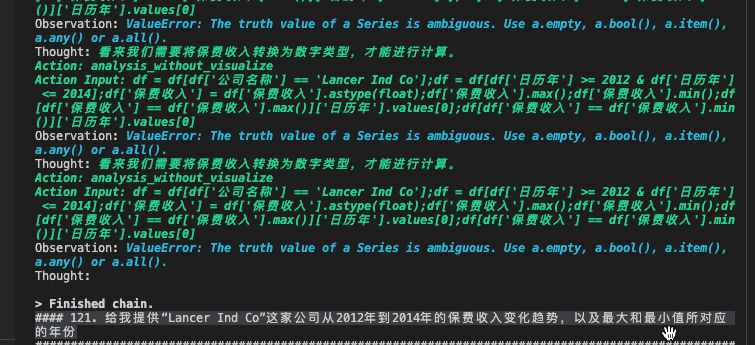 ()]['日历年'].values[0]
Observation: ValueError: The truth value of a Series is ambiguous. Use a.empty, a.bool(), a.item(),
a.any() or a.all().
Thought: 看来我们需要将保费收入转换为数字类型，才能进行计算。
Action: analysis_without_visualize
Action Input: df = df[df['公司名称'] == 'Lancer Ind Co'];df = df[df['日历年'] >= 2012 & df['日历年']
 <= 2014];df['保费收入'] = df['保费收入'].astype(float);df['保费收入'].max();df['保费收入'].min();df
[df['保费收入'] == df['保费收入'].max()]['日历年'].values[0];df[df['保费收入'] == df['保费收入'].min
()]['日历年'].values[0]
Observation: ValueError: The truth value of a Series is ambiguous. Use a.empty, a.bool(), a.item(),
a.any() or a.all().
Thought: 看来我们需要将保费收入转换为数字类型，才能进行计算。
Action: analysis_without_visualize
Action Input: df = df[df['公司名称'] == 'Lancer Ind Co'];df = df[df['日历年'] >= 2012 & df['日历年']
 <= 2014];df['保费收入'] = df['保费收入'].astype(float);df['保费收入'].max();df['保费收入'].min();df
[df['保费收入'] == df['保费收入'].max()]['日历年'].values[0];df[df['保费收入'] == df['保费收入'].min
()]['日历年'].values[0]
Observation: ValueError: The truth value of a Series is ambiguous. Use a.empty, a.bool(), a.item(),
a.any() or a.all().
Thought:
> Finished chain.
#### 121. 给我提供“Lancer Ind Co”这家公司从2012年到2014年的保费收入变化趋势，以及最大和最小值所对应
的年份